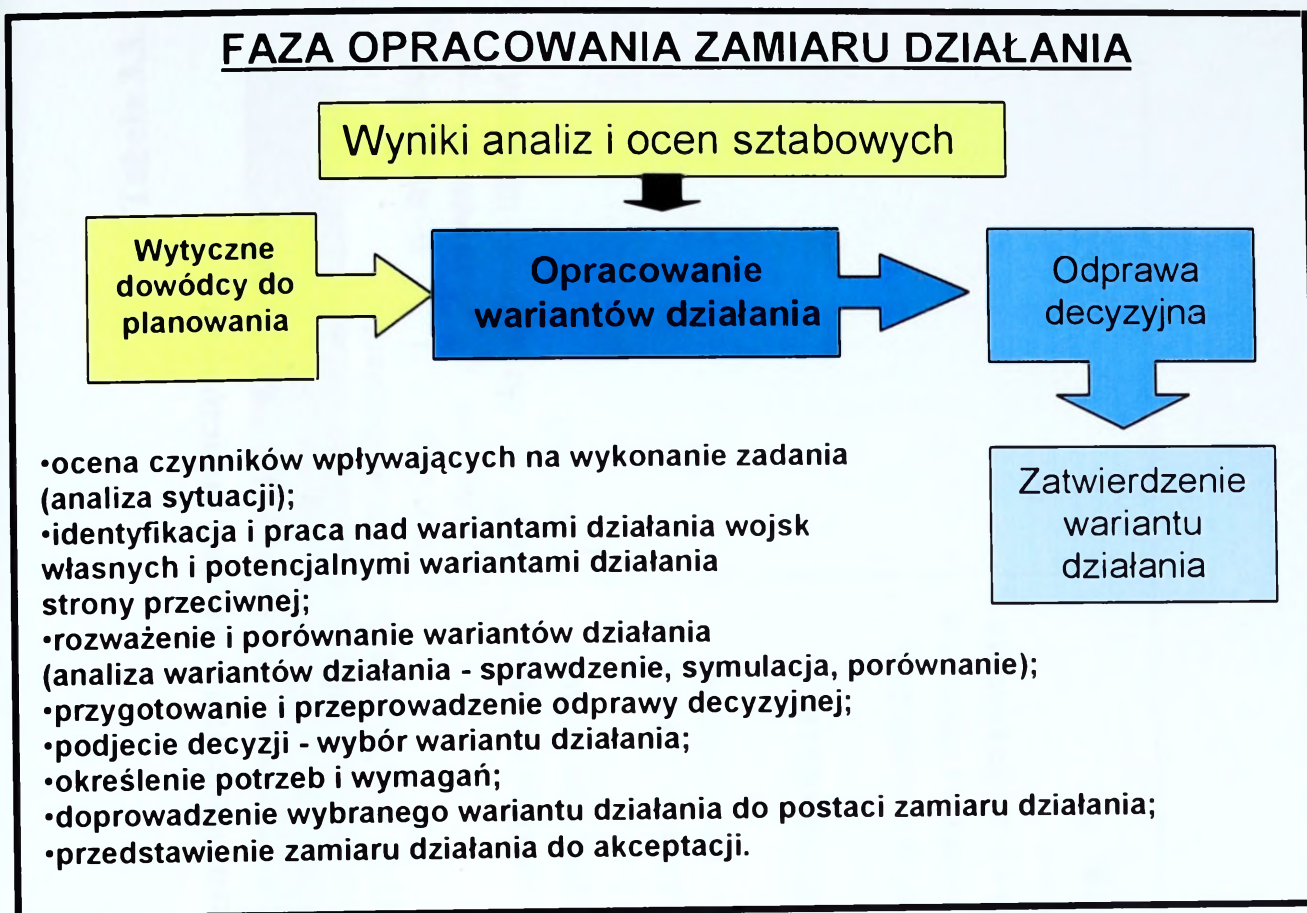 FAZA OPRACOWANIA ZAMIARU DZIAŁANIA
Wyniki analiz i ocen sztabowych
Wytyczne
dowódcy do
planowania
Opracowanie
wariantów działania
Odprawa
decyzyjna
Zatwierdzenie
wariantu
działania
•ocena czynników wpływających na wykonanie zadania
(analiza sytuacji);
•identyfikacja i praca nad wariantami działania wojsk
własnych i potencjalnymi wariantami działania
strony przeciwnej;
•rozważenie i porównanie wariantów działania
(analiza wariantów działania - sprawdzenie, symulacja, porównanie);
•przygotowanie i przeprowadzenie odprawy decyzyjnej;
•podjecie decyzji - wybór wariantu działania;
•określenie potrzeb i wymagań;
•doprowadzenie wybranego wariantu działania do postaci zamiaru działania;
•przedstawienie zamiaru działania do akceptacji.